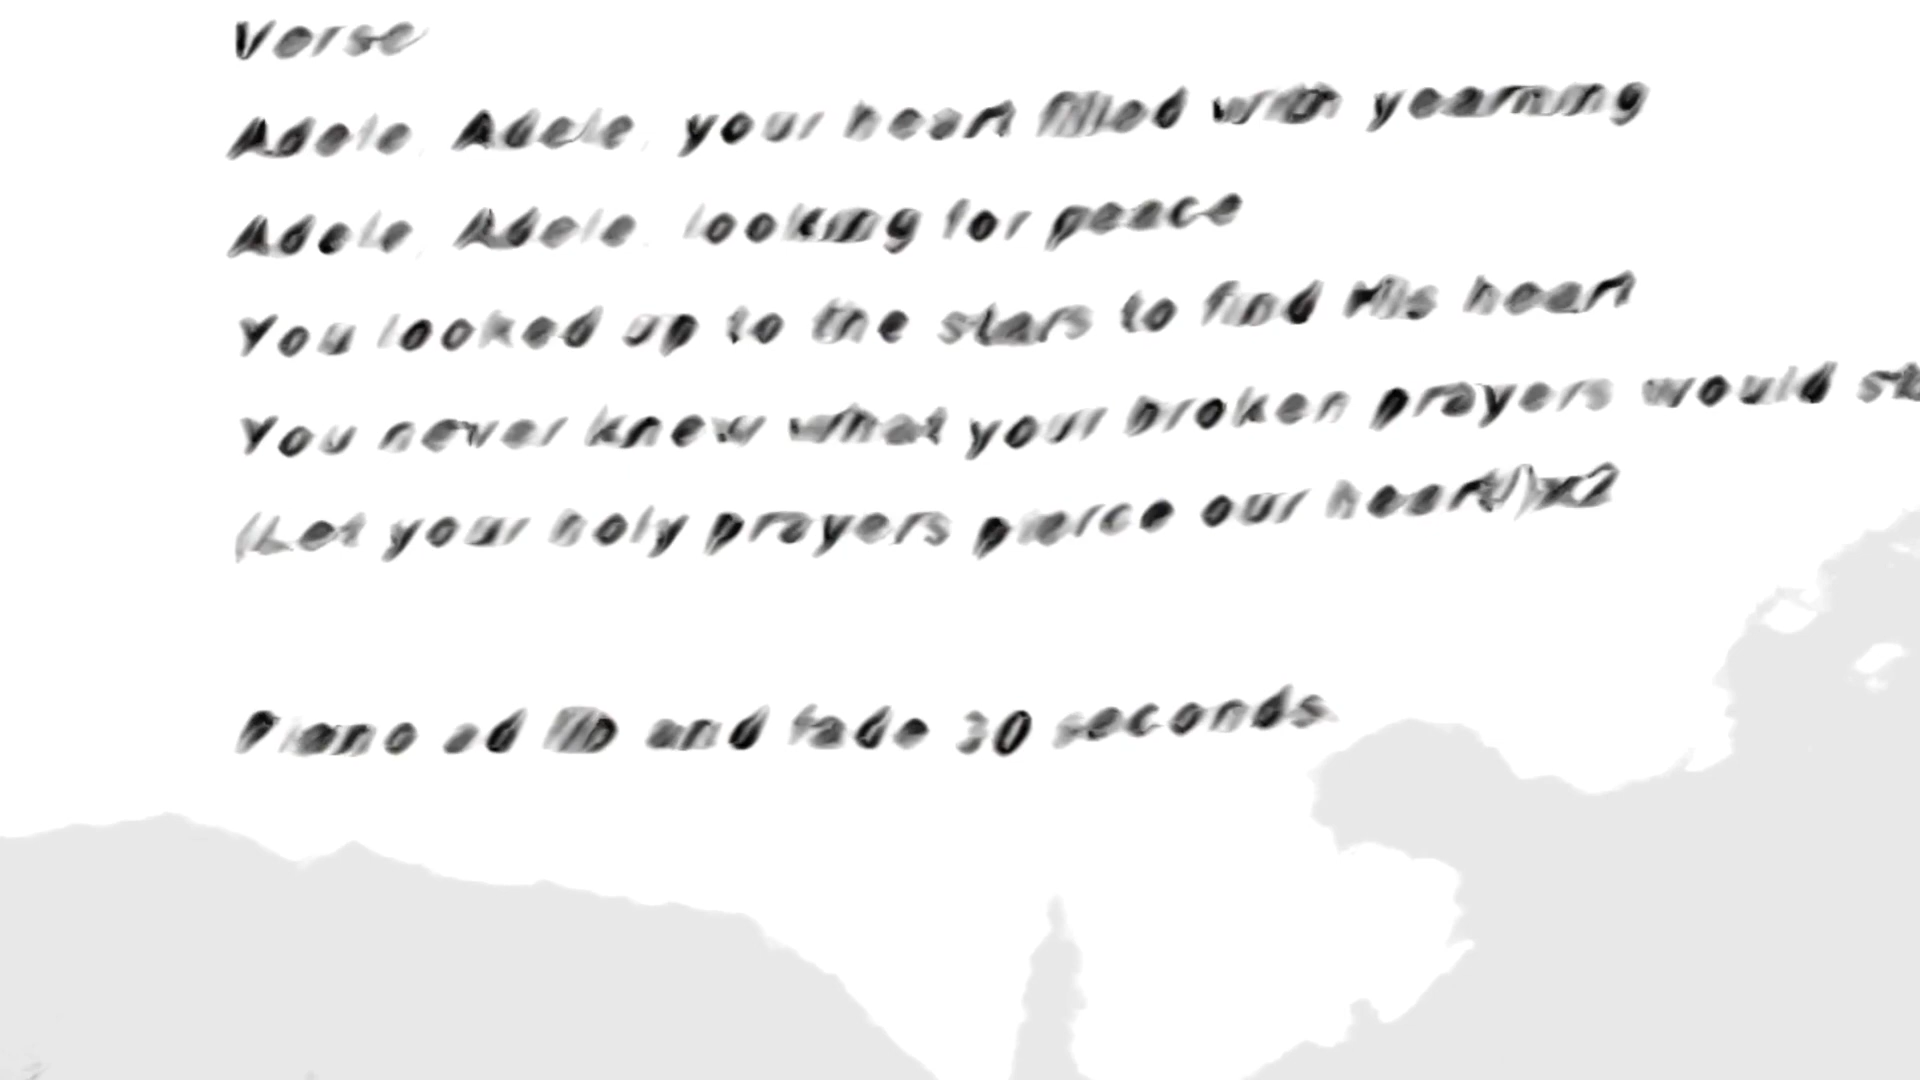 Verse
Adele, Adele, your heart filled with yearning
Adele, Adele, looking for peace
You looked up to the stars to find His heart
You never knew what your broken prayers would
(Let your holy prayers pierce our heart!)x2
Piano ad lib and fade 30 seconds